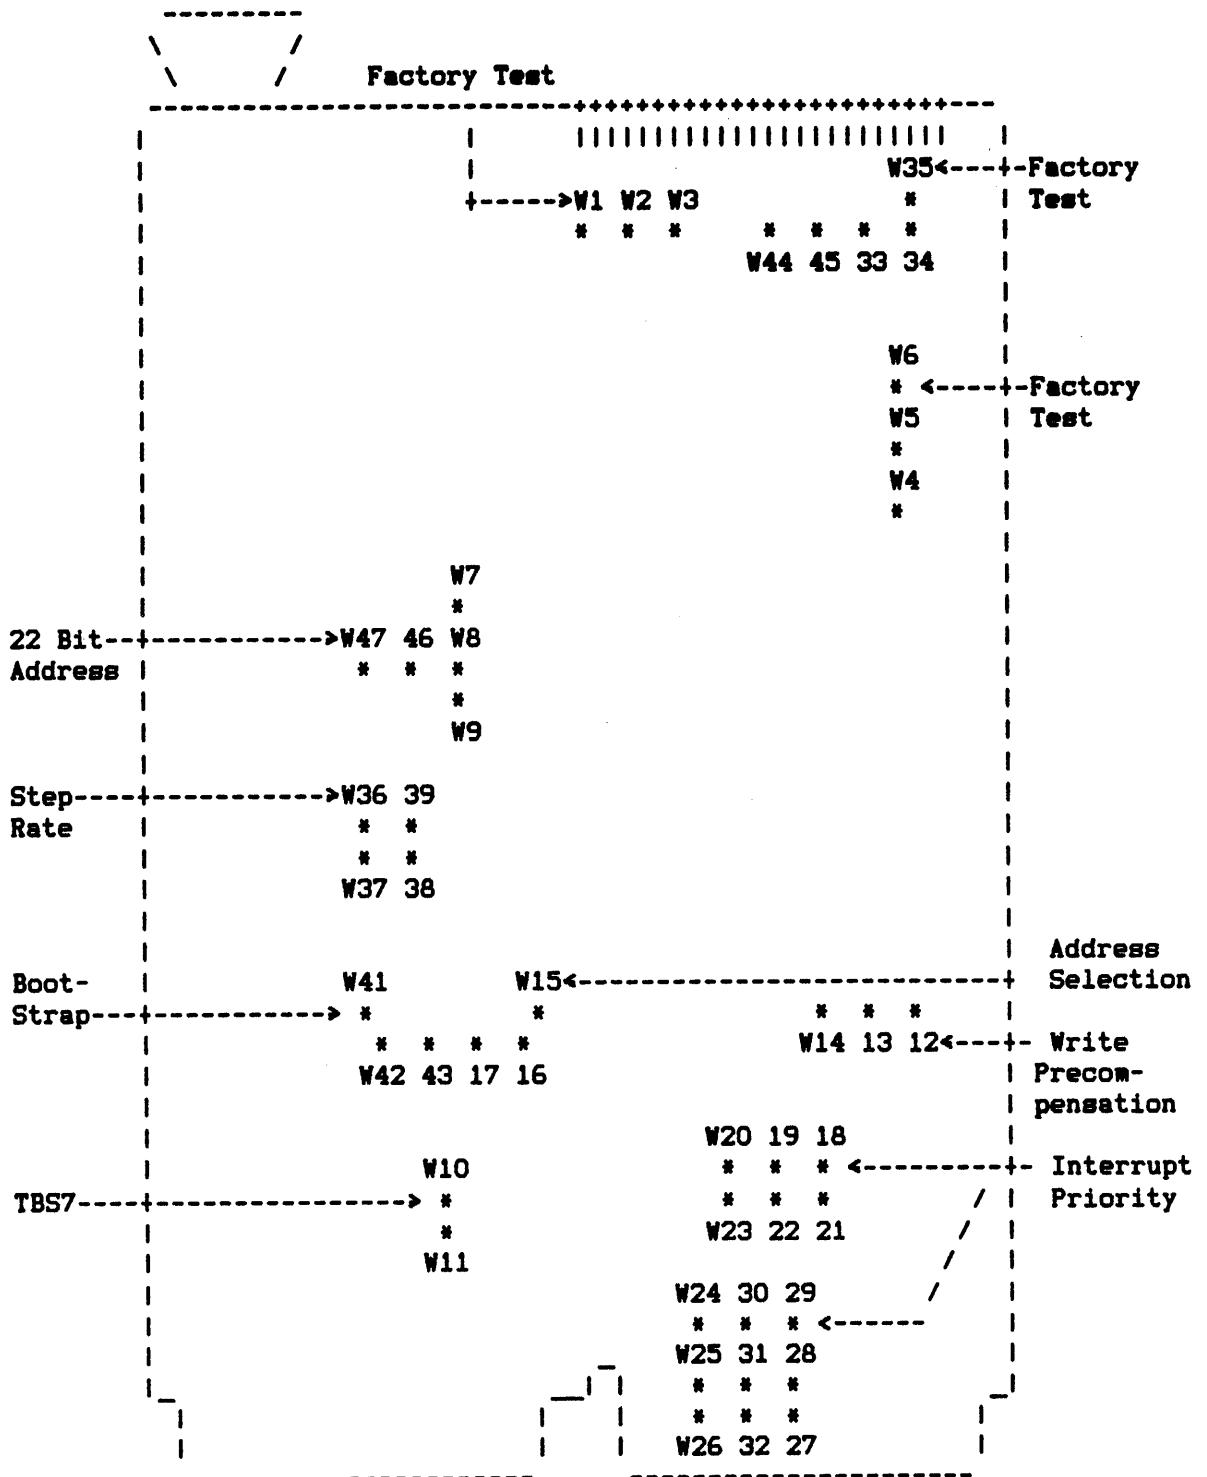 Factory Test
W35<-----Factory
----->W1 W2 W3 * Test
* * * * * * *
W44 45 33 34
W6
* <-----Factory
W5 Test
*
W4
*
W7
*
22 Bit--------------->W47 46 W8
Address * * *
*
W9
Step----------------->W36 39
Rate * *
* *
W37 38
Address
Boot- W41 W15<---------------------------- Selection
Strap---------------> * * * * *
* * * * W14 13 12<----- Write
W42 43 17 16 Precom-
pensation
W20 19 18
W10 * * * <----------- Interrupt
TBS7----------------------> * * * * Priority
* W23 22 21
W11
W24 30 29
* * * <------
W25 31 28
* * *
* * *
W26 32 27